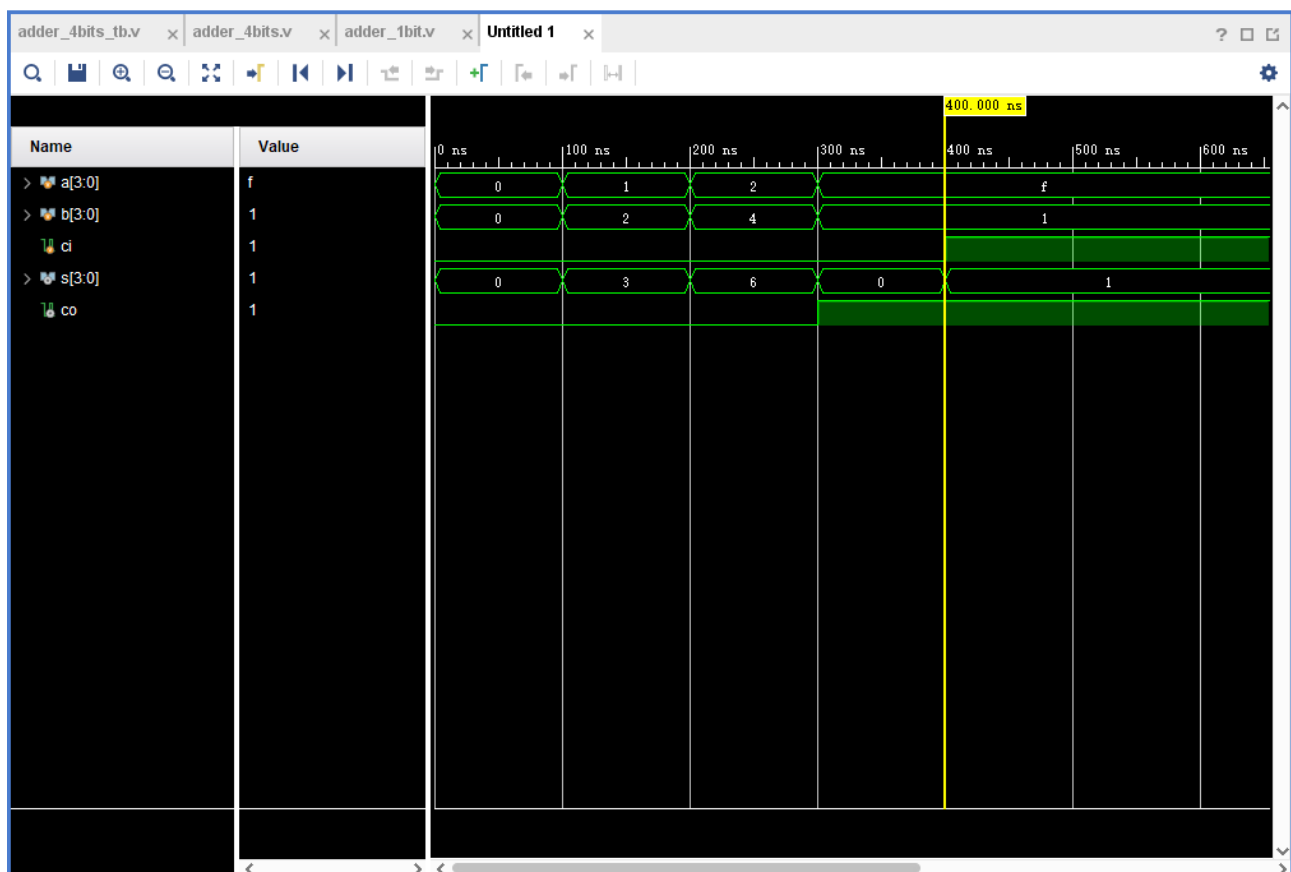 adder_4bits_tb.v × adder_4bits.v × adder_1bit.v × Untitled 1 × ?
400.000 ns
Name Value 0 ns 100 ns 200 ns 300 ns 400 ns 500 ns 600 ns
> a[3:0] f 0 1 2 f
> b[3:0] 1 0 2 4 1
ci 1
> s[3:0] 1 0 3 6 0 1
co 1